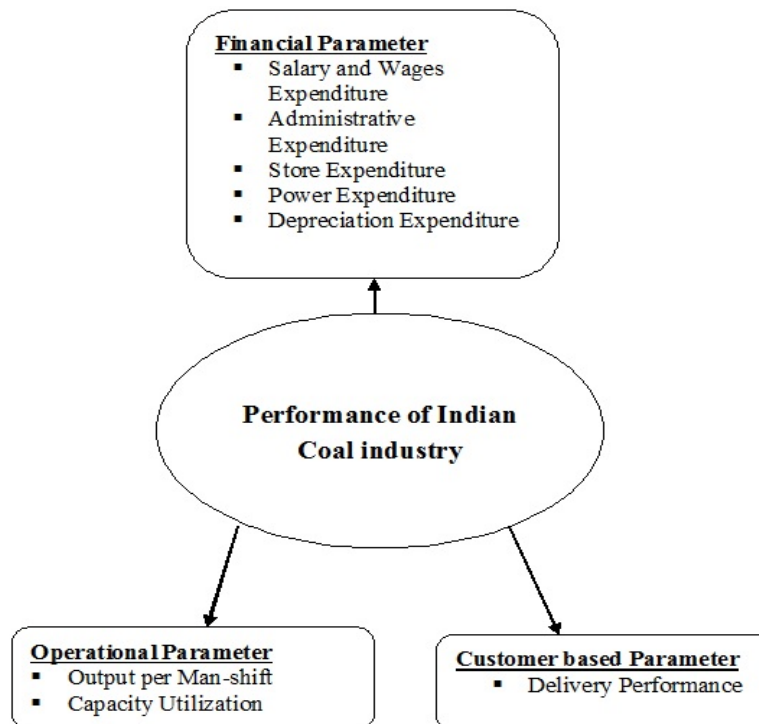 Financial Parameter
▪ Salary and Wages
Expenditure
▪ Administrative
Expenditure
▪ Store Expenditure
▪ Power Expenditure
▪ Depreciation Expenditure
Performance of Indian
Coal industry
Operational Parameter
▪ Output per Man-shift
▪ Capacity Utilization
Customer based Parameter
▪ Delivery Performance